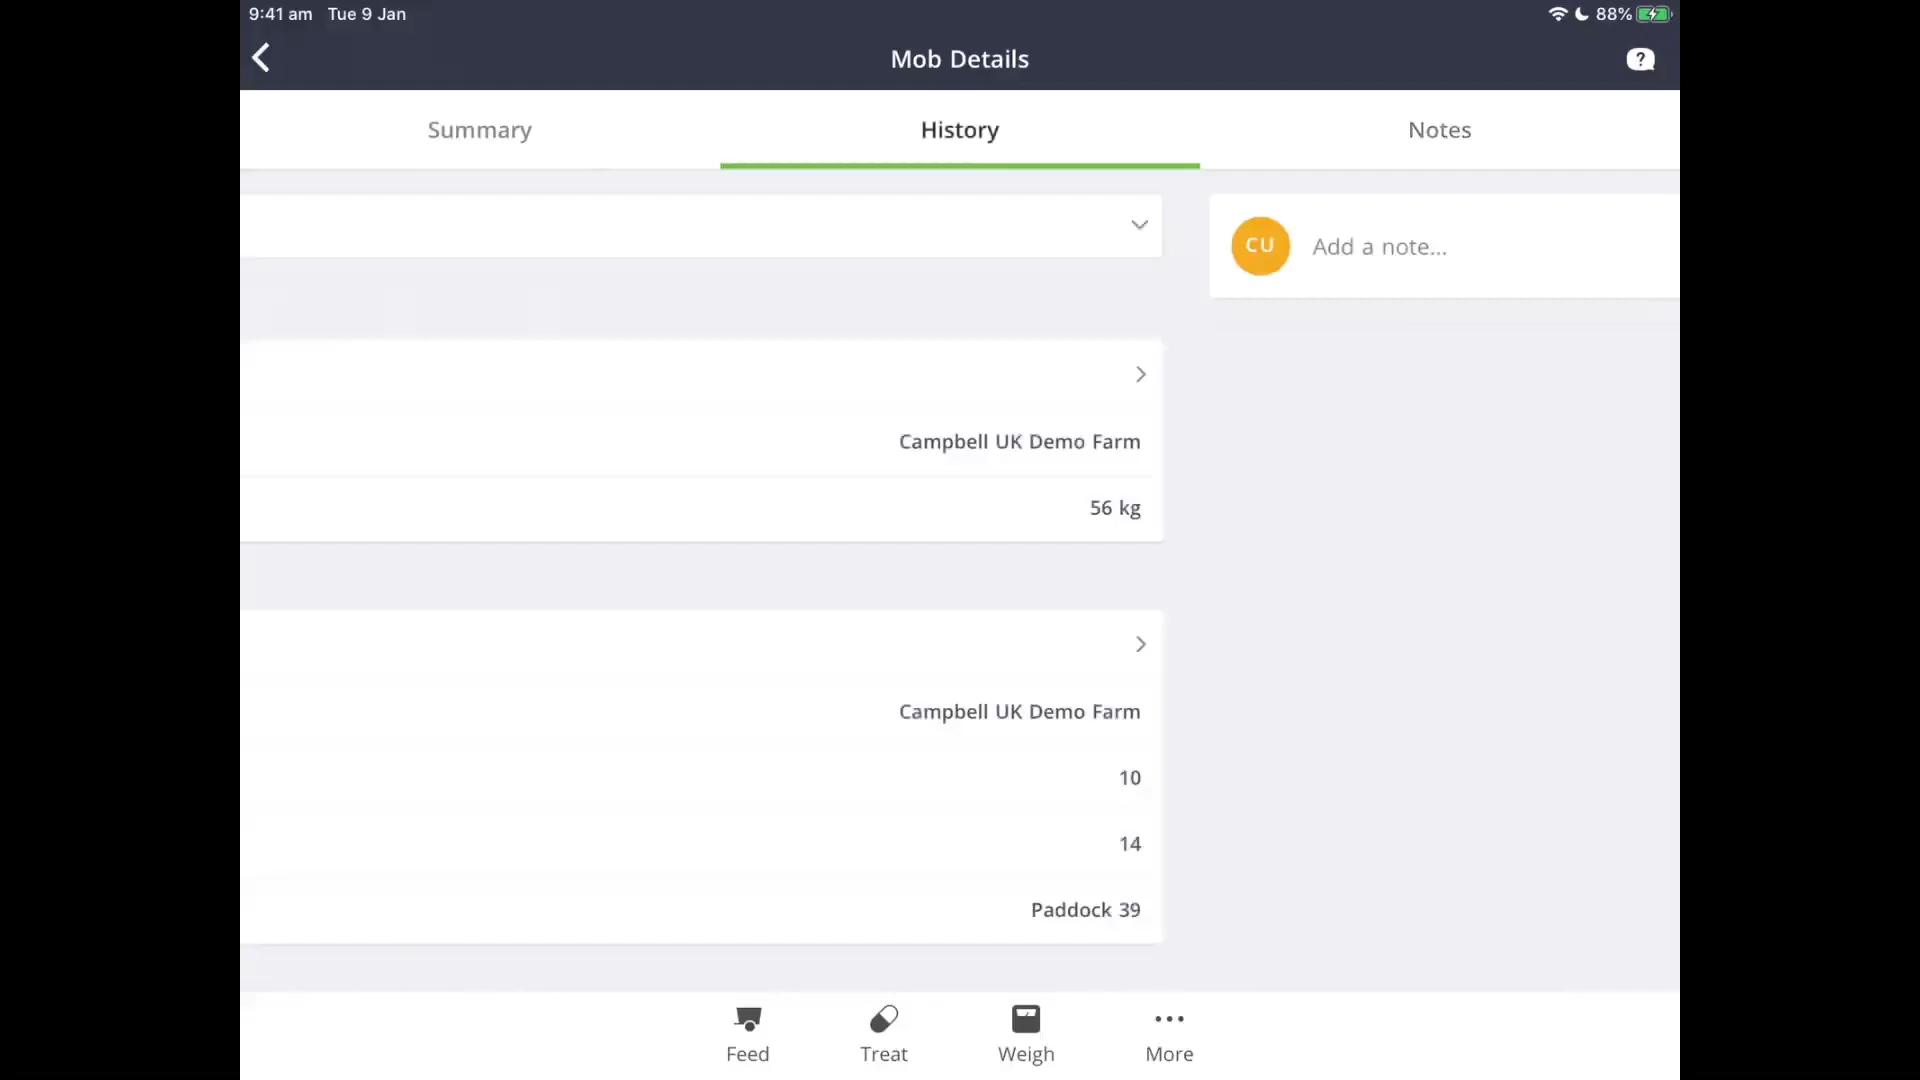 9:41 am Tue 9 Jan
88%
Mob Details
?
Summary
History
Notes
CU
Add a note...
Campbell UK Demo Farm
56 kg
Campbell UK Demo Farm
10
14
Paddock 39
Feed
Treat
Weigh
More